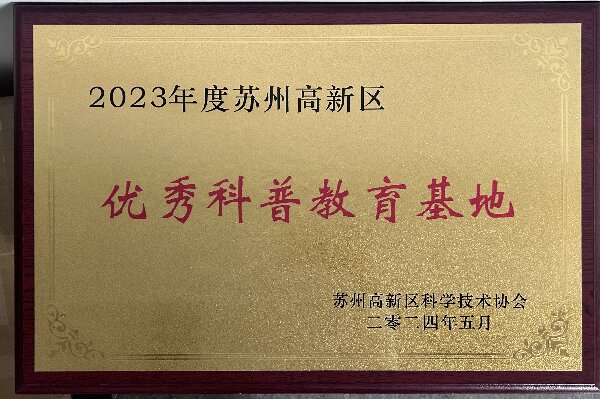 2023年度苏州高新区
优秀科普教育基地
苏州高新区科学技术协会
二零二四年五月